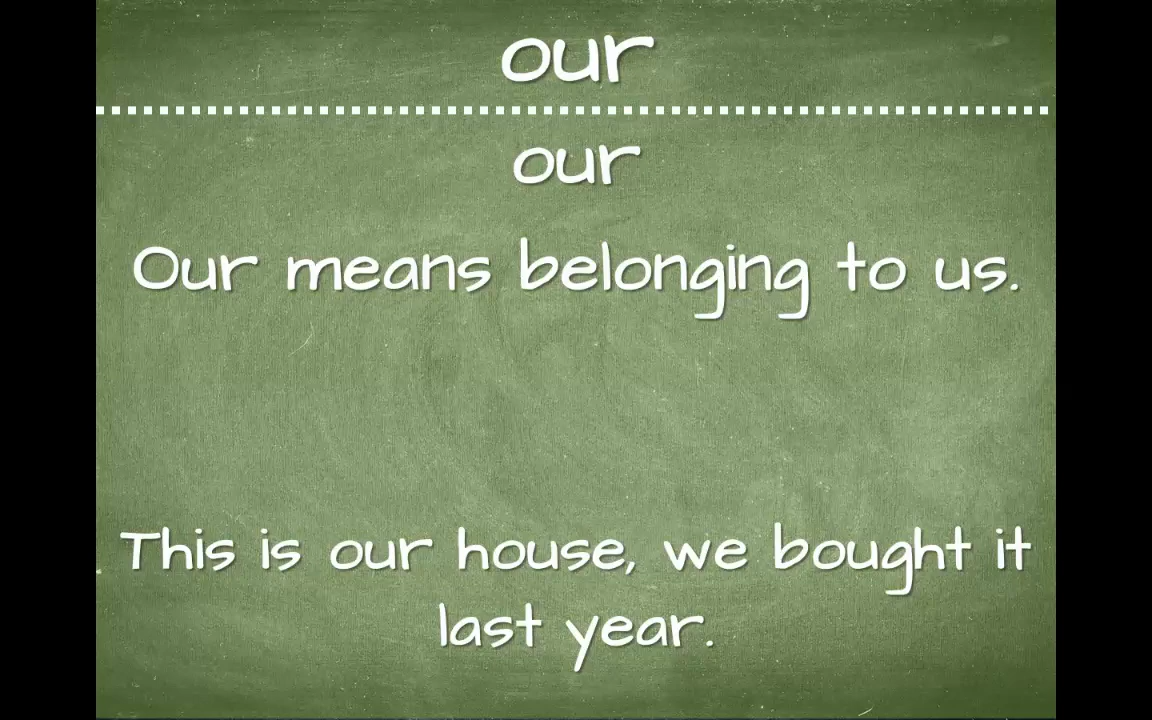 our
our
Our means belonging to us.
This is our house, we bought it
last year.